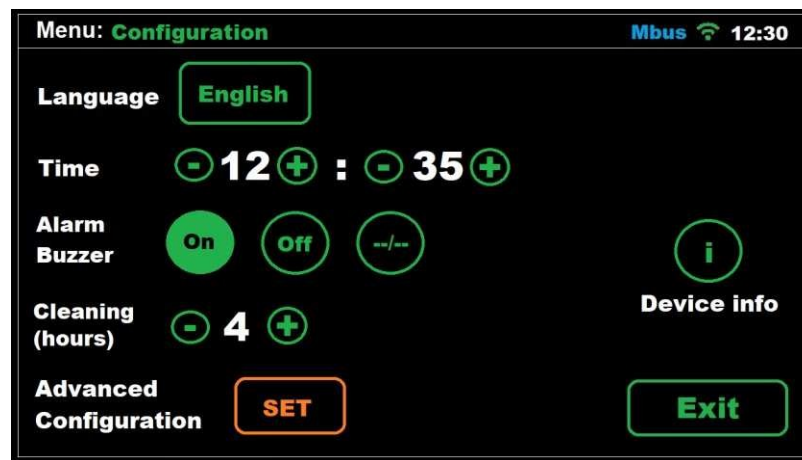 Menu: Configuration Mbus 12:30
Language English
Time - 12 + : - 35 +
Alarm
Buzzer On Off --/--
i
Device info
Cleaning
(hours) - 4 +
Advanced
Configuration SET Exit